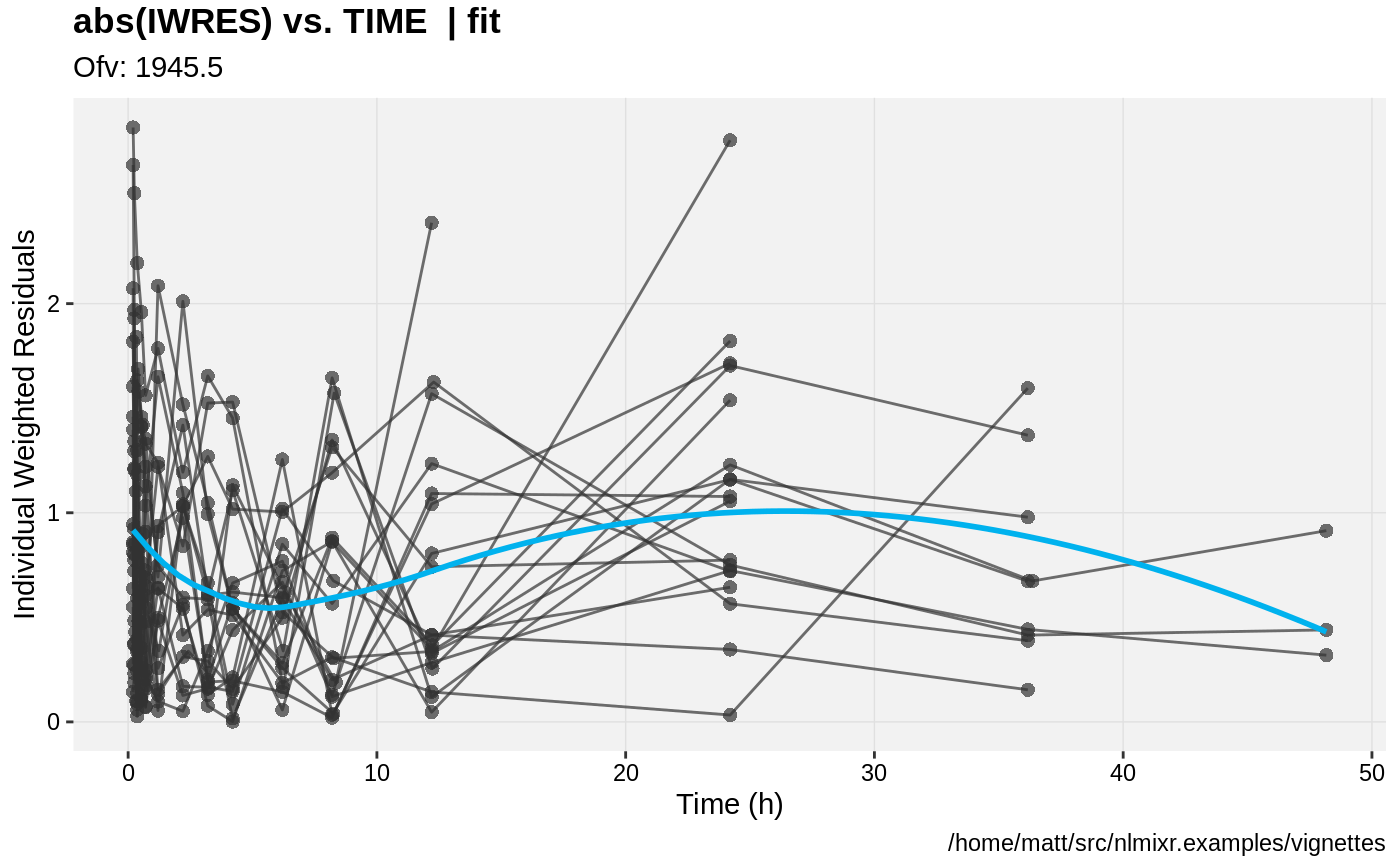 abs(IWRES) vs. TIME  | fit
Ofv: 1945.5
Individual Weighted Residuals
2
1
0
0 10 20 30 40 50
Time (h)
/home/matt/src/nlmixr.examples/vignettes